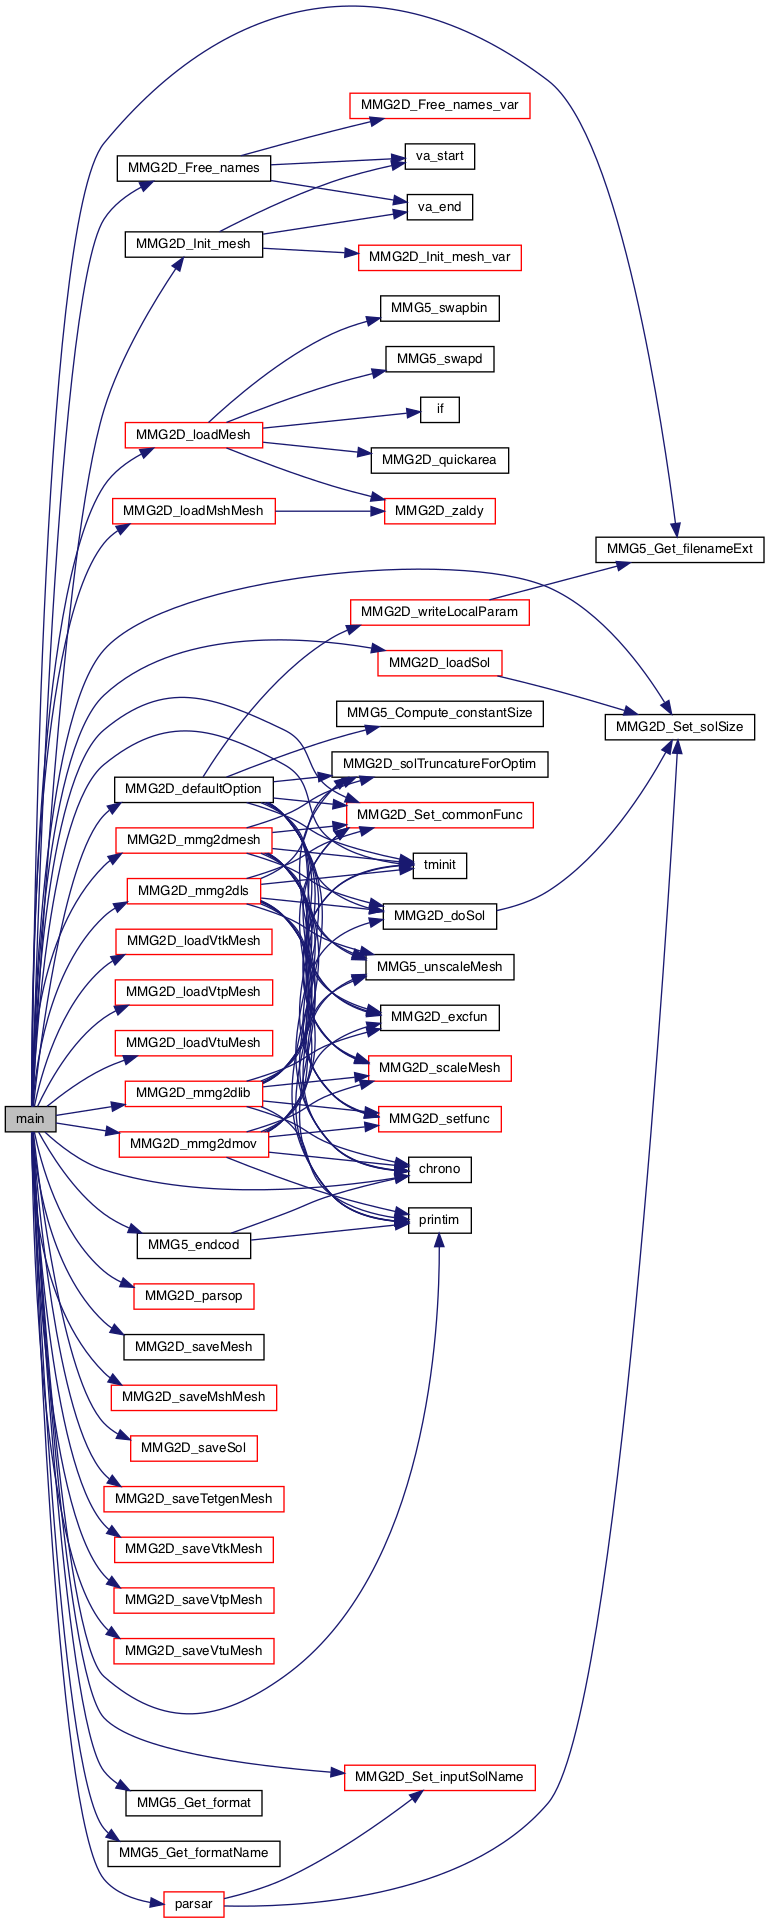 MMG2D_Free_names_var
va_start
MMG2D_Free_names
va_end
MMG2D_Init_mesh
MMG2D_Init_mesh_var
MMG5_swapbin
MMG5_swapd
if
MMG2D_loadMesh
MMG2D_quickarea
MMG2D_loadMshMesh
MMG2D_zaldy
MMG5_Get_filenameExt
MMG2D_writeLocalParam
MMG2D_loadSol
MMG5_Compute_constantSize
MMG2D_Set_solSize
MMG2D_solTruncatureForOptim
MMG2D_defaultOption
MMG2D_Set_commonFunc
MMG2D_mmg2dmesh
tminit
MMG2D_mmg2dls
MMG2D_doSol
MMG2D_loadVtkMesh
MMG5_unscaleMesh
MMG2D_loadVtpMesh
MMG2D_excfun
MMG2D_loadVtuMesh
MMG2D_scaleMesh
MMG2D_mmg2dlib
main
MMG2D_setfunc
MMG2D_mmg2dmov
chrono
printim
MMG5_endcod
MMG2D_parsop
MMG2D_saveMesh
MMG2D_saveMshMesh
MMG2D_saveSol
MMG2D_saveTetgenMesh
MMG2D_saveVtkMesh
MMG2D_saveVtpMesh
MMG2D_saveVtuMesh
MMG2D_Set_inputSolName
MMG5_Get_format
MMG5_Get_formatName
parsar